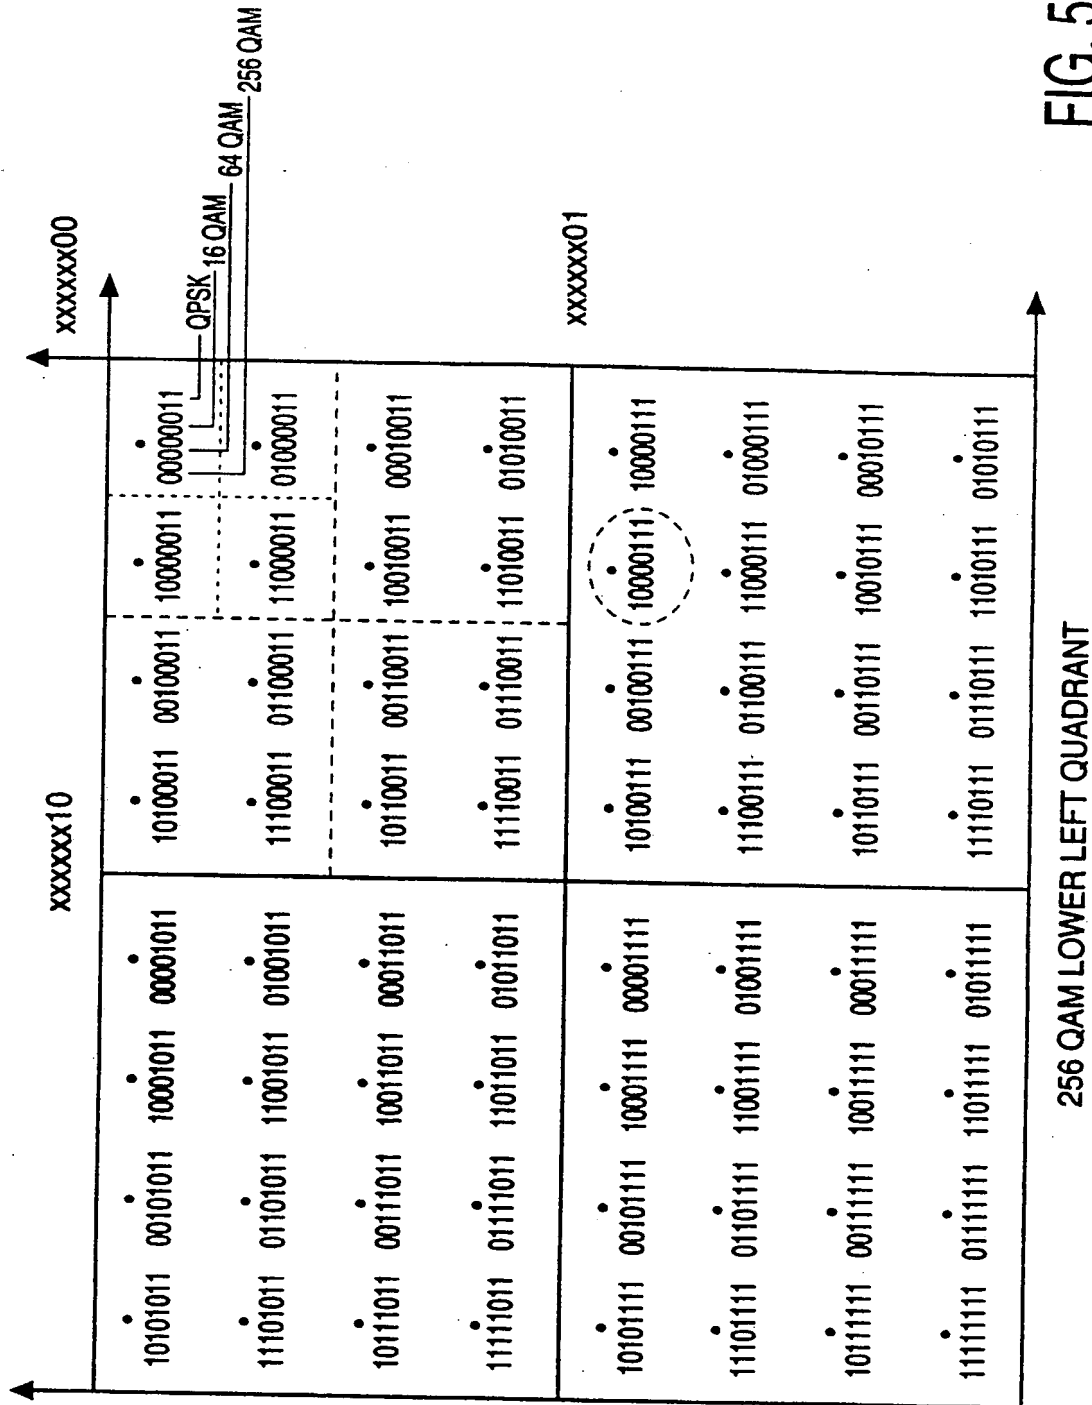 xxxxxx10
xxxxxx00
10101011 00101011 10001011 00001011 10100011 00100011 10000011 00000011
QPSK
16 QAM
64 QAM
256 QAM
11101011 01101011 11001011 01001011 11100011 01100011 11000011 01000011
10111011 00111011 10011011 00011011 10110011 00110011 10010011 00010011
11111011 01111011 11011011 01011011 11110011 01110011 11010011 01010011
xxxxxx01
10101111 00101111 10001111 00001111 10100111 00100111 10000111 10000111
11101111 01101111 11001111 01001111 11100111 01100111 11000111 01000111
10111111 00111111 10011111 00011111 10110111 00110111 10010111 00010111
11111111 01111111 11011111 01011111 11110111 01110111 11010111 01010111
256 QAM LOWER LEFT QUADRANT
FIG. 5